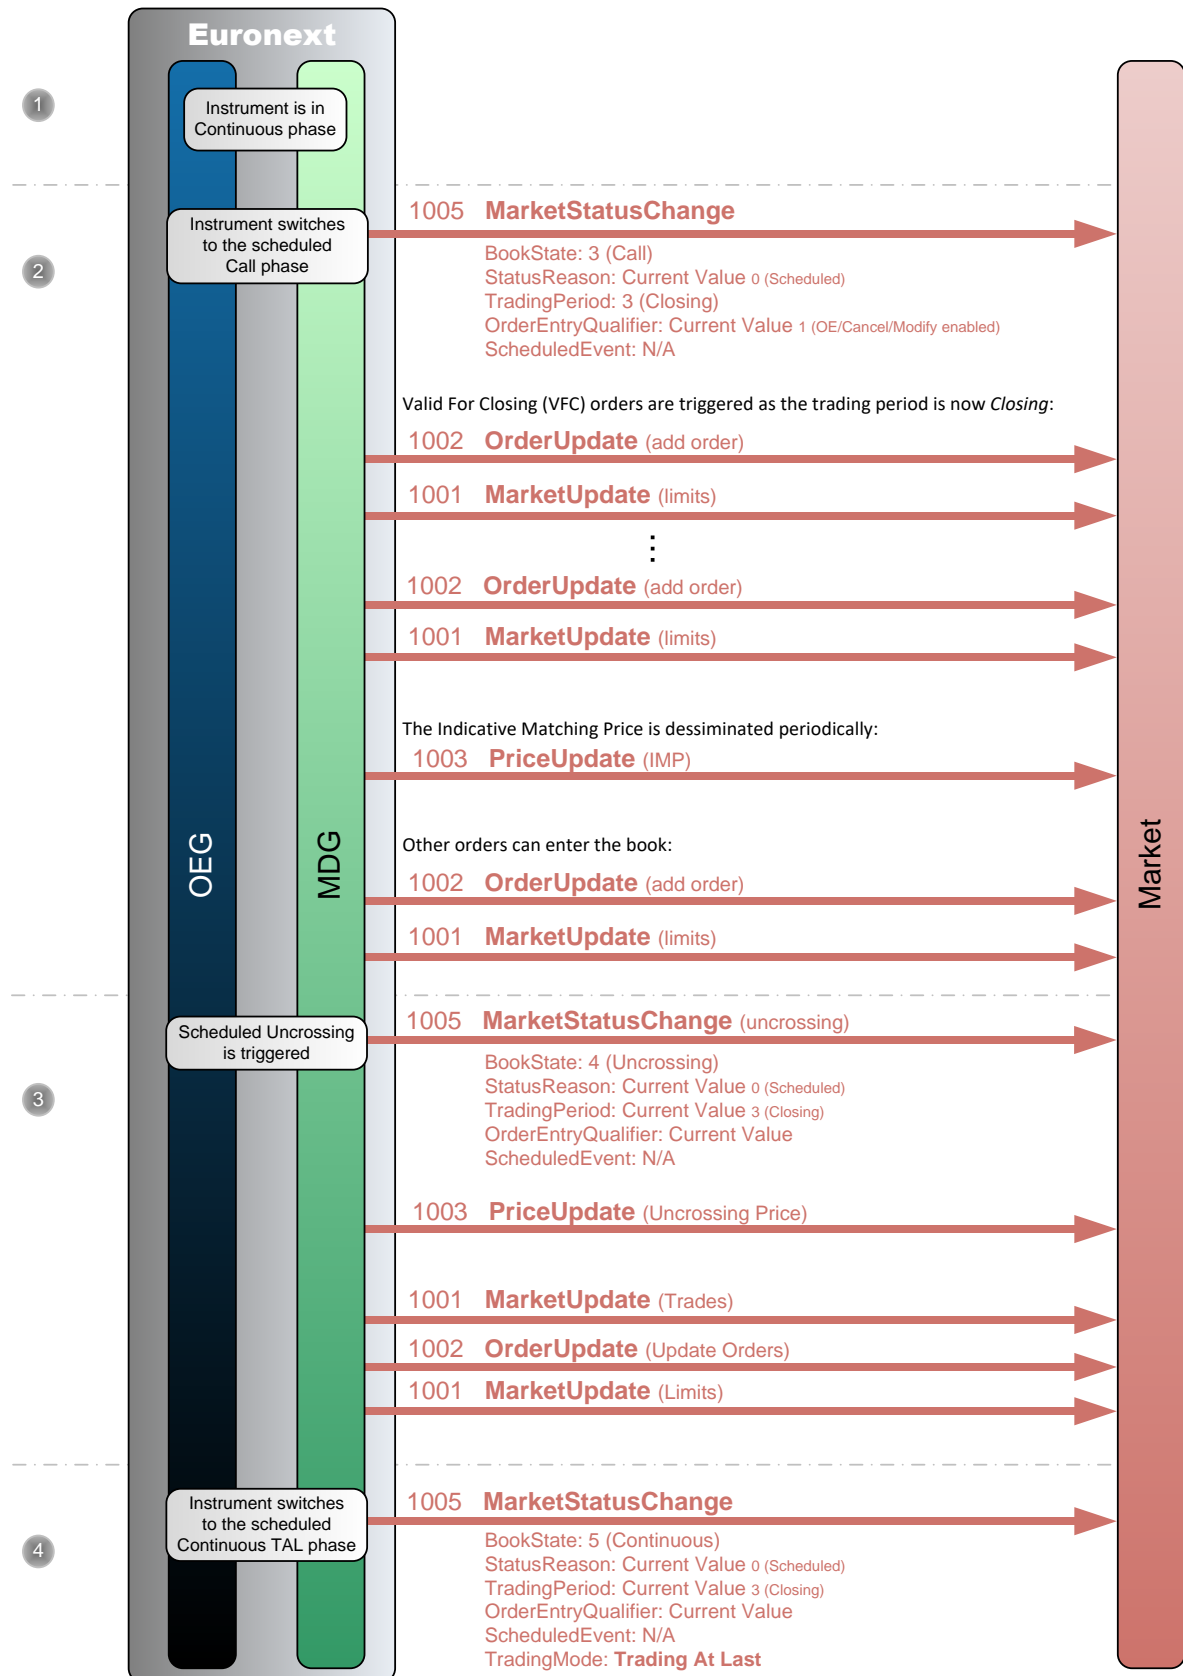 Euronext
1
Instrument is in
Continuous phase
2
Instrument switches
to the scheduled
Call phase
1005 MarketStatusChange
BookState: 3 (Call)
StatusReason: Current Value 0 (Scheduled)
TradingPeriod: 3 (Closing)
OrderEntryQualifier: Current Value 1 (OE/Cancel/Modify enabled)
ScheduledEvent: N/A
Valid For Closing (VFC) orders are triggered as the trading period is now Closing:
1002 OrderUpdate (add order)
1001 MarketUpdate (limits)
⋮
1002 OrderUpdate (add order)
1001 MarketUpdate (limits)
The Indicative Matching Price is dessiminated periodically:
1003 PriceUpdate (IMP)
OEG
MDG
Market
Other orders can enter the book:
1002 OrderUpdate (add order)
1001 MarketUpdate (limits)
3
Scheduled Uncrossing
is triggered
1005 MarketStatusChange (uncrossing)
BookState: 4 (Uncrossing)
StatusReason: Current Value 0 (Scheduled)
TradingPeriod: Current Value 3 (Closing)
OrderEntryQualifier: Current Value
ScheduledEvent: N/A
1003 PriceUpdate (Uncrossing Price)
1001 MarketUpdate (Trades)
1002 OrderUpdate (Update Orders)
1001 MarketUpdate (Limits)
4
Instrument switches
to the scheduled
Continuous TAL phase
1005 MarketStatusChange
BookState: 5 (Continuous)
StatusReason: Current Value 0 (Scheduled)
TradingPeriod: Current Value 3 (Closing)
OrderEntryQualifier: Current Value
ScheduledEvent: N/A
TradingMode: Trading At Last